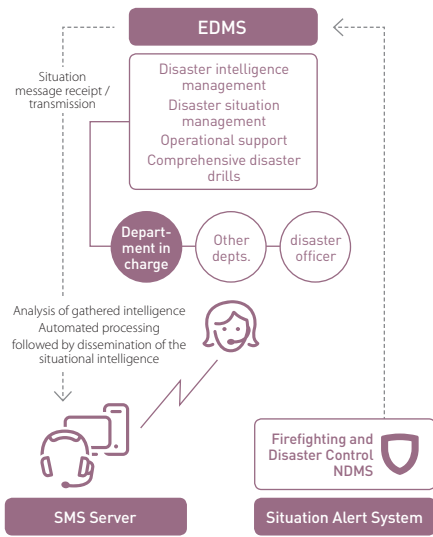 EDMS
Situation
message receipt /
transmission
Disaster intelligence
management
Disaster situation
management
Operational support
Comprehensive disaster
drills
Depart-
ment in
charge
Other
depts.
disaster
officer
Analysis of gathered intelligence
Automated processing
followed by dissemination of the
situational intelligence
Firefighting and
Disaster Control
NDMS
SMS Server
Situation Alert System